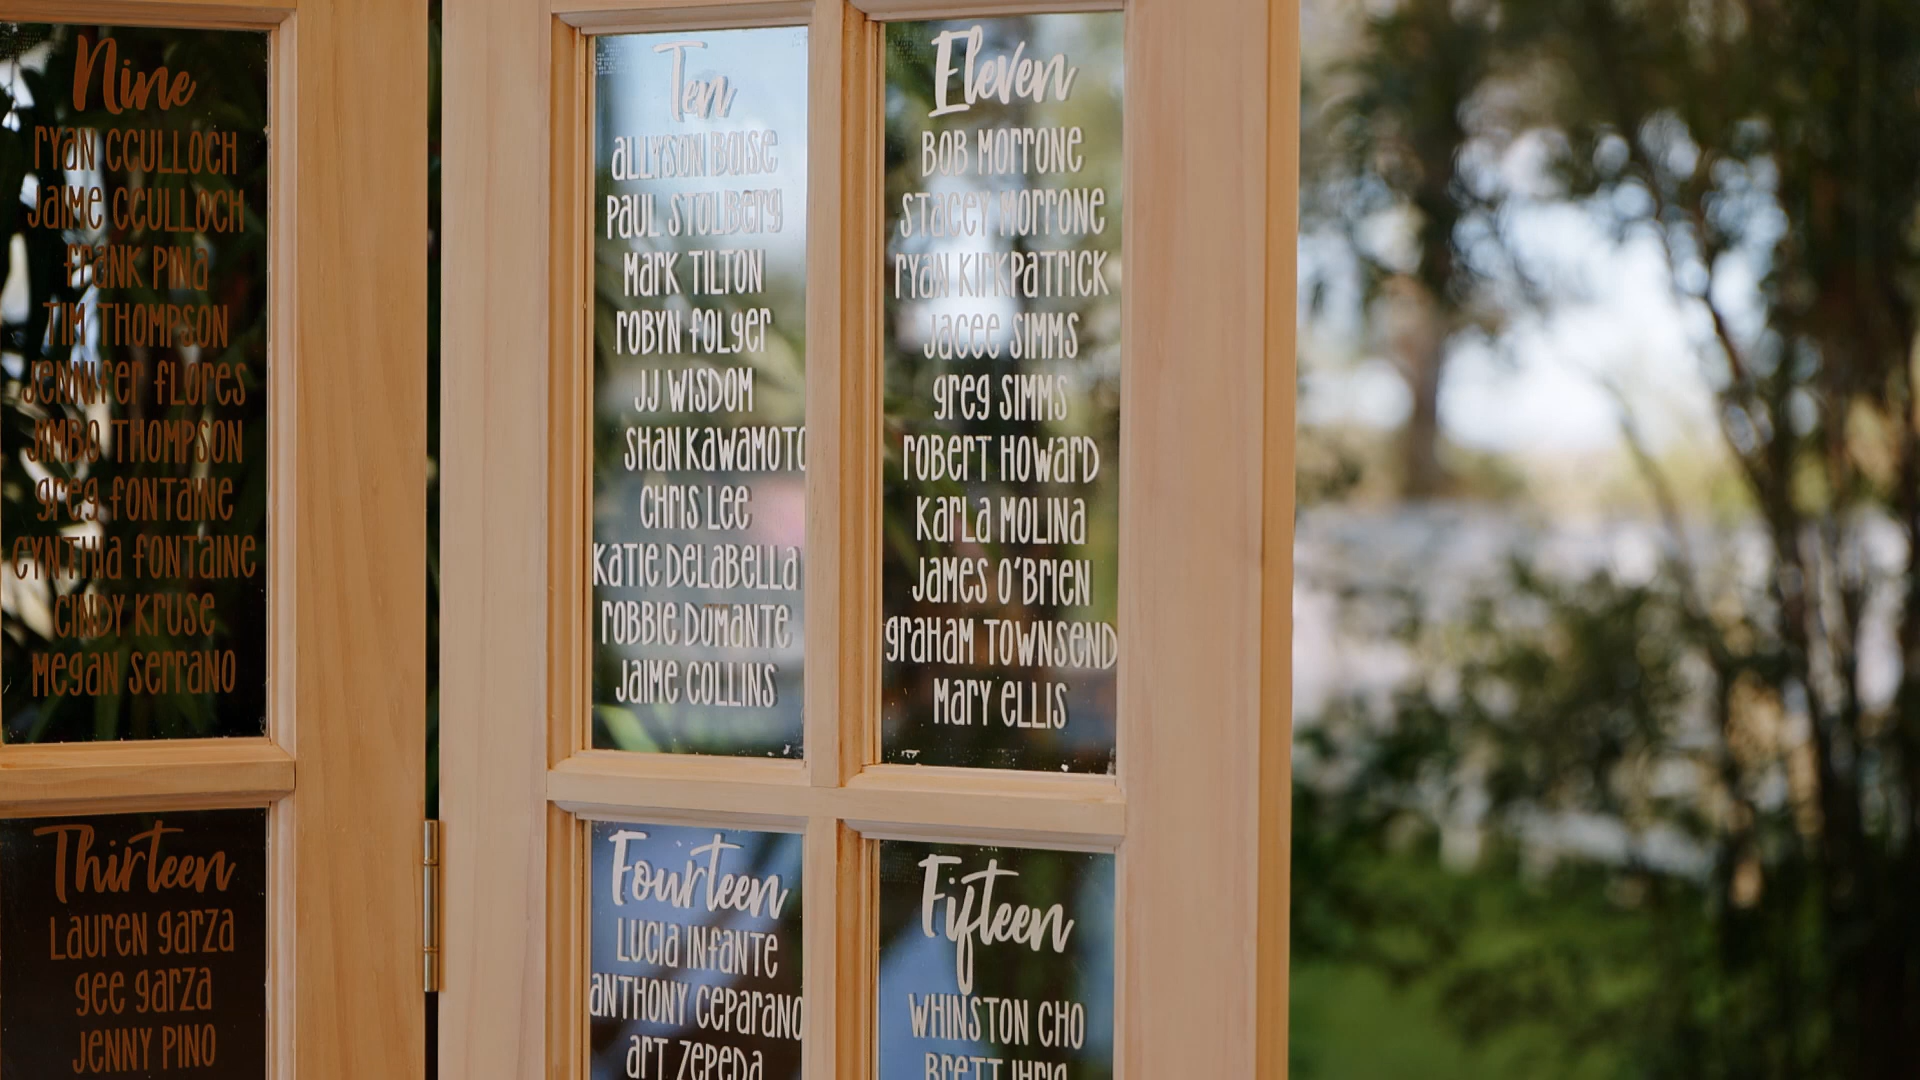 Nine
Ryan Cculloch
Jaime Cculloch
Frank Pina
Tim Thompson
Jennifer Flores
Jimbo Thompson
Greg Fontaine
Cynthia Fontaine
Cindy Kruse
Megan Serrano
Ten
Allyson Boise
Paul Stolberg
Mark Tilton
Robyn Folger
JJ Wisdom
Shan Kawamoto
Chris Lee
Katie Delabella
Robbie Dumante
Jaime Collins
Eleven
Bob Morrone
Stacey Morrone
Ryan Kirkpatrick
Jacee Simms
Greg Simms
Robert Howard
Karla Molina
James O'Brien
Graham Townsend
Mary Ellis
Thirteen
Lauren Garza
Gee Garza
Jenny Pino
Fourteen
Lucia Infante
Anthony Ceparano
Art Zepeda
Fifteen
Whinston Cho
Brett